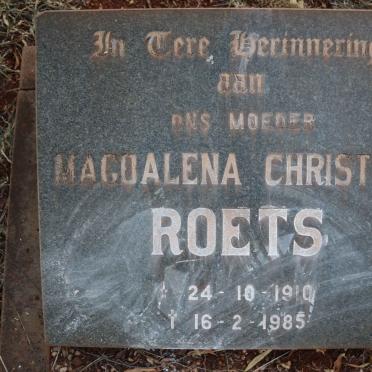 In Tere Herinnering
aan
ONS MOEDER
MAGDALENA CHRIST
ROETS
* 24-10-1910
† 16-2-1985